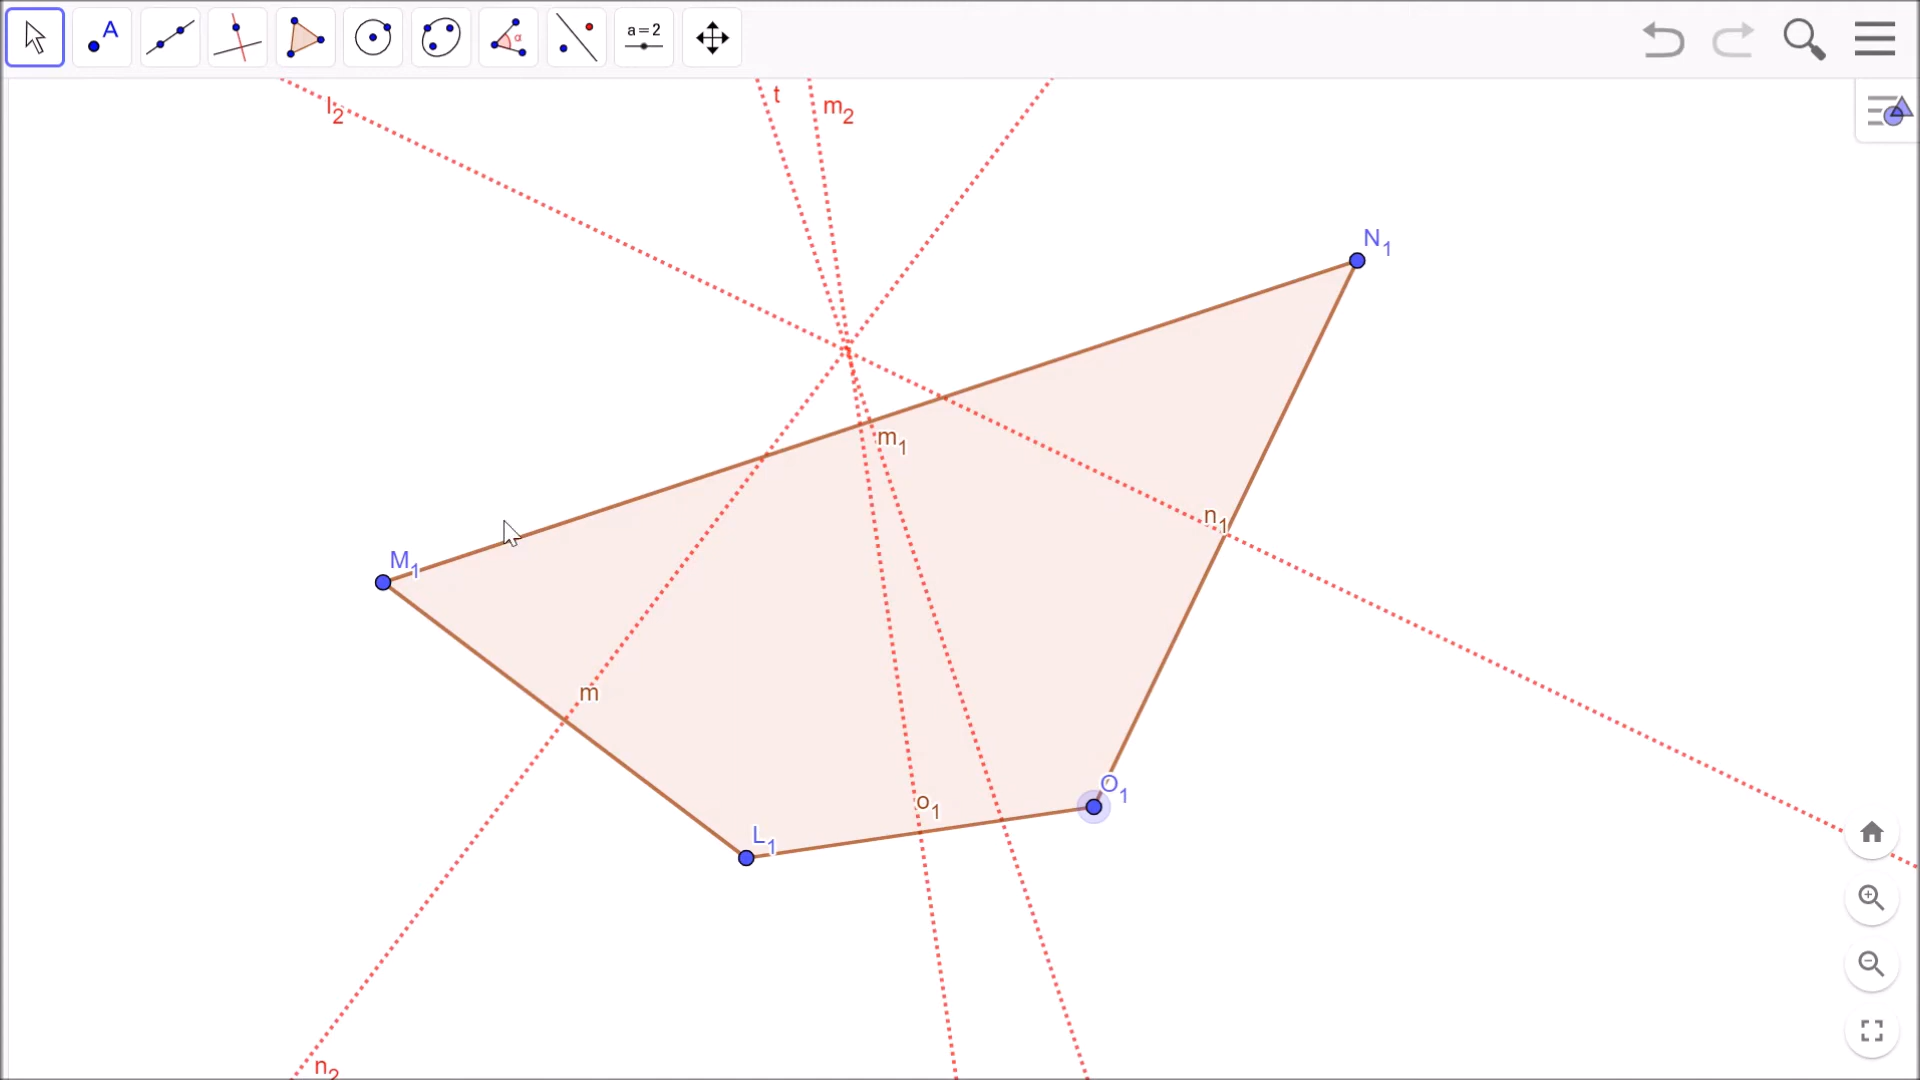 A
α
a=2
l₂
t
m₂
N₁
m₁
n₁
M₁
m
O₁
o₁
L₁
n₂